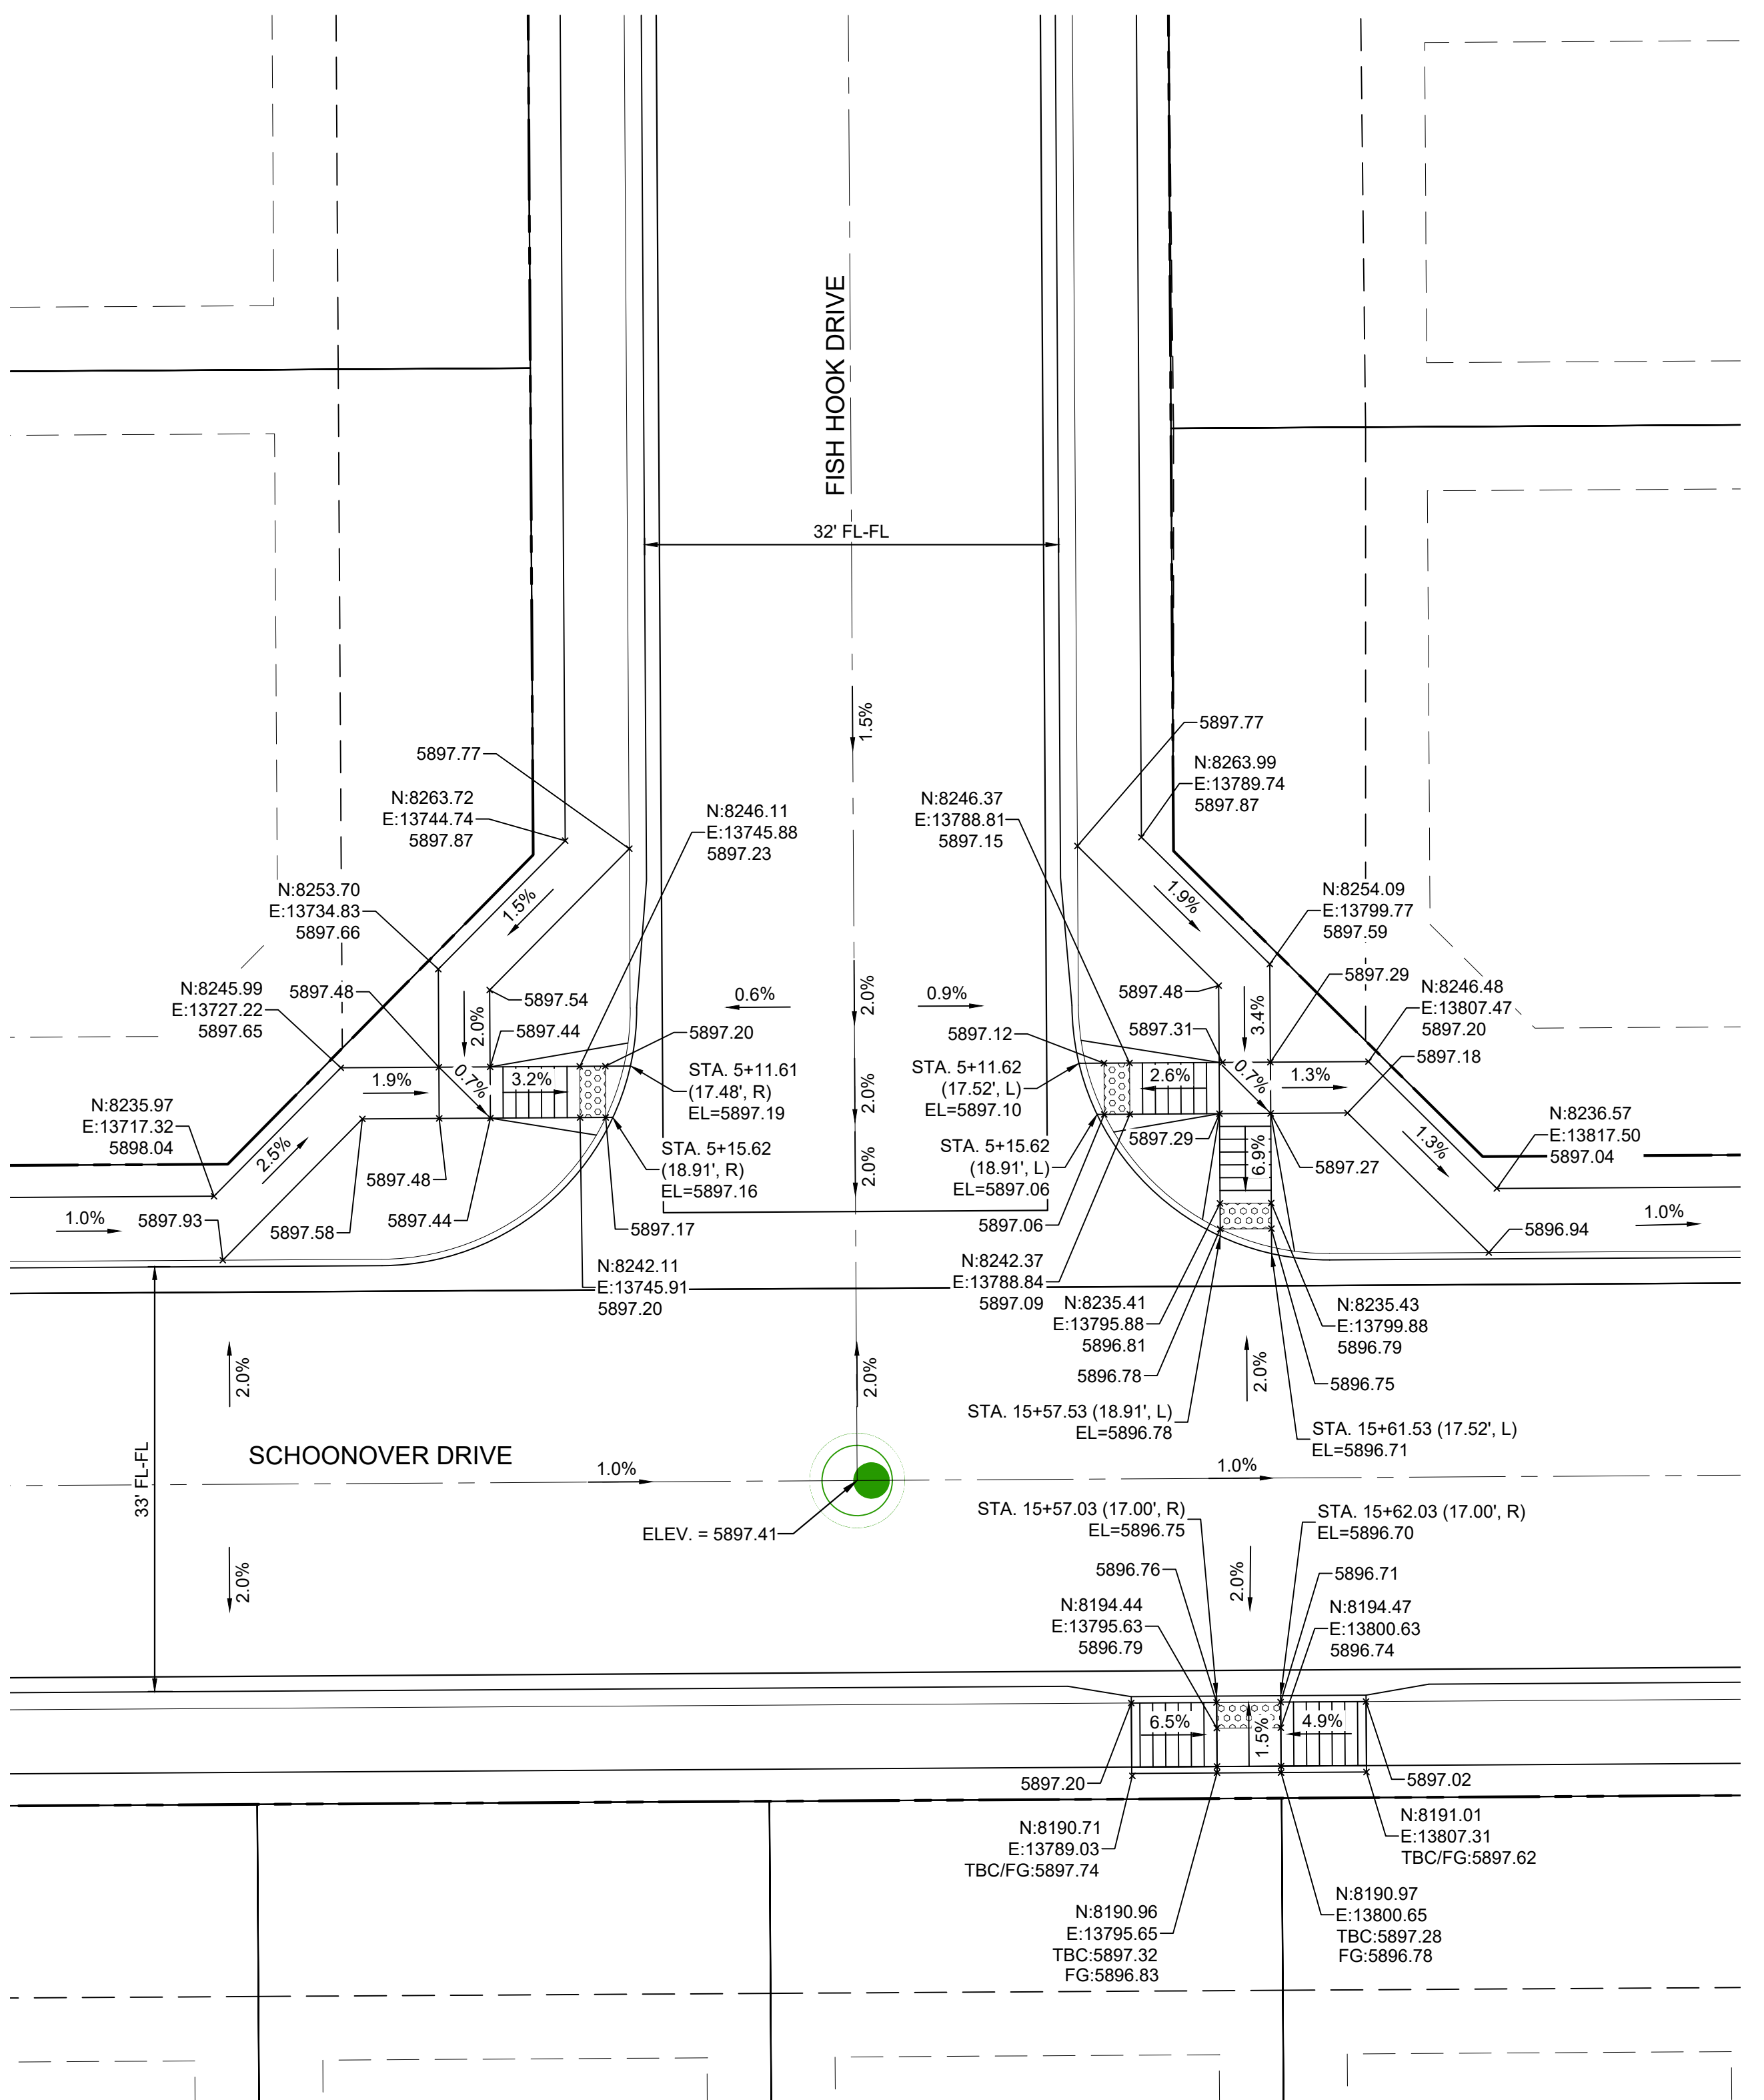 FISH HOOK DRIVE
32' FL-FL
1.5%
5897.77
N:8263.72
E:13744.74
5897.87
N:8246.11
E:13745.88
5897.23
N:8246.37
E:13788.81
5897.15
5897.77
N:8263.99
E:13789.74
5897.87
N:8253.70
E:13734.83
5897.66
1.5%
1.9%
N:8254.09
E:13799.77
5897.59
N:8245.99
E:13727.22
5897.65
5897.48
5897.54
2.0%
5897.44
5897.20
0.6%
2.0%
0.9%
5897.48
5897.12
5897.31
3.4%
5897.29
N:8246.48
E:13807.47
5897.20
5897.18
1.9%
0.7%
3.2%
STA. 5+11.61
(17.48', R)
EL=5897.19
2.0%
STA. 5+11.62
(17.52', L)
EL=5897.10
2.6%
0.7%
1.3%
N:8235.97
E:13717.32
5898.04
2.5%
5897.48
STA. 5+15.62
(18.91', R)
EL=5897.16
2.0%
STA. 5+15.62
(18.91', L)
EL=5897.06
5897.29
6.9%
5897.27
1.3%
N:8236.57
E:13817.50
5897.04
1.0%
5897.93
5897.58
5897.44
5897.17
5897.06
5896.94
1.0%
N:8242.11
E:13745.91
5897.20
N:8242.37
E:13788.84
5897.09
N:8235.41
E:13795.88
5896.81
N:8235.43
E:13799.88
5896.79
2.0%
2.0%
2.0%
5896.78
5896.75
STA. 15+57.53 (18.91', L)
EL=5896.78
STA. 15+61.53 (17.52', L)
EL=5896.71
33' FL-FL
SCHOONOVER DRIVE
1.0%
1.0%
ELEV. = 5897.41
STA. 15+57.03 (17.00', R)
EL=5896.75
STA. 15+62.03 (17.00', R)
EL=5896.70
2.0%
5896.76
2.0%
5896.71
N:8194.44
E:13795.63
5896.79
N:8194.47
E:13800.63
5896.74
6.5%
1.5%
4.9%
5897.20
5897.02
N:8190.71
E:13789.03
TBC/FG:5897.74
N:8191.01
E:13807.31
TBC/FG:5897.62
N:8190.96
E:13795.65
TBC:5897.32
FG:5896.83
N:8190.97
E:13800.65
TBC:5897.28
FG:5896.78